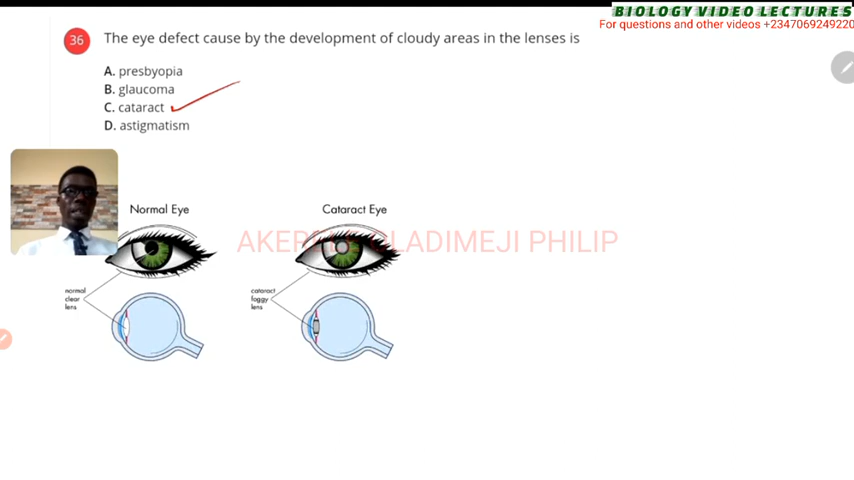 BIOLOGY VIDEO LECTURES
For questions and other videos +2347069249220
36 The eye defect cause by the development of cloudy areas in the lenses is
A. presbyopia
B. glaucoma
C. cataract
D. astigmatism
Normal Eye
Cataract Eye
PHILIP
normal
clear
lens
cataract
foggy
lens